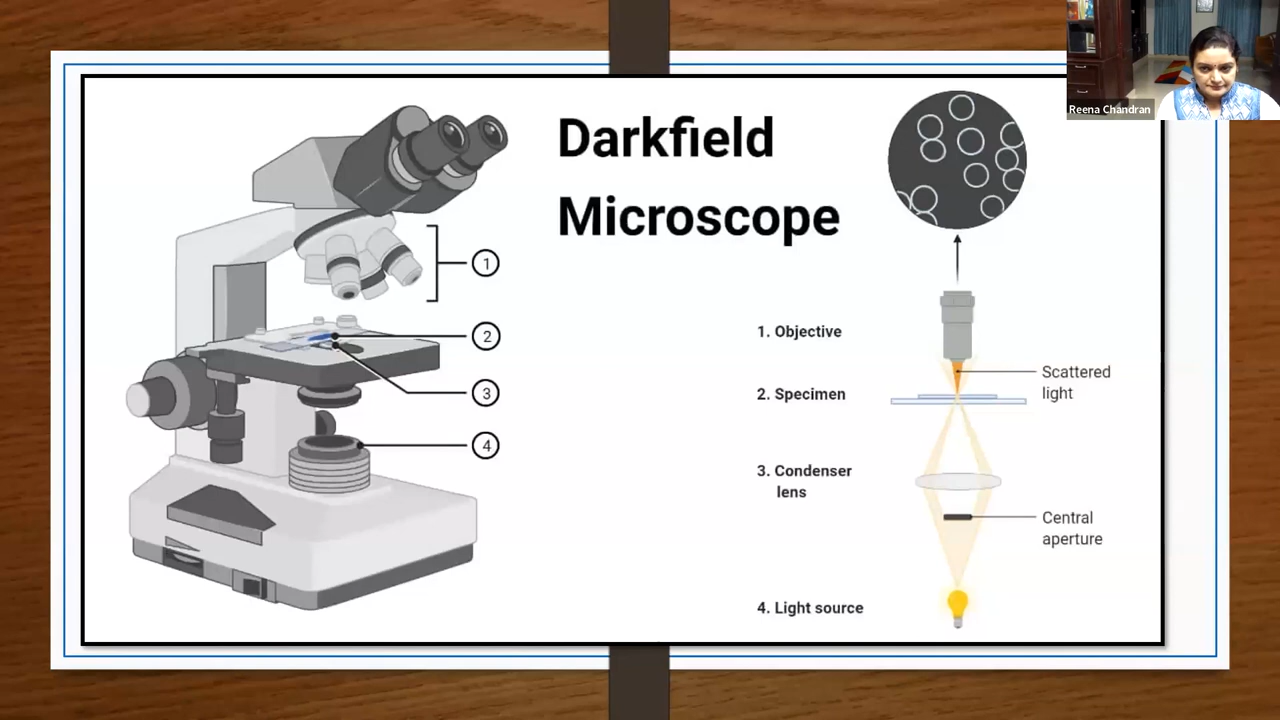 Reena Chandran
Darkfield
Microscope
1
2
3
4
1. Objective
2. Specimen
3. Condenser
lens
4. Light source
Scattered
light
Central
aperture